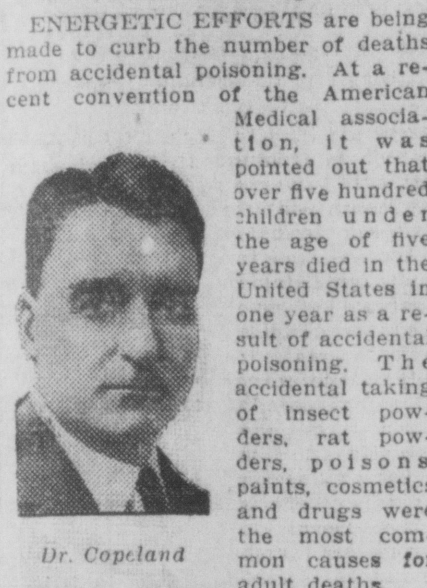 ENERGETIC EFFORTS are being
made to curb the number of deaths
from accidental poisoning. At a re-
cent convention of the American
Medical associa-
tion, it was
pointed out that
over five hundred
children under
the age of five
years died in the
United States in
one year as a re-
sult of accidental
poisoning. The
accidental taking
of insect pow-
ders, rat pow-
ders, poisons
paints, cosmetics
and drugs were
the most com-
mon causes for
adult deaths
Dr. Copeland